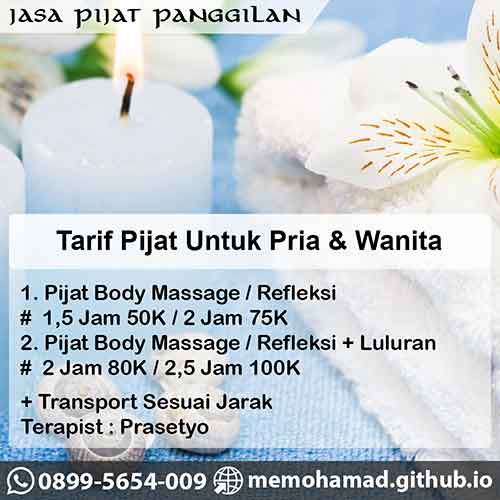 JASA PIJAT PANGGILAN
Tarif Pijat Untuk Pria & Wanita
1. Pijat Body Massage / Refleksi
# 1,5 Jam 50K / 2 Jam 75K
2. Pijat Body Massage / Refleksi + Luluran
# 2 Jam 80K / 2,5 Jam 100K
+ Transport Sesuai Jarak
Terapist : Prasetyo
0899-5654-009 memohamad.github.io